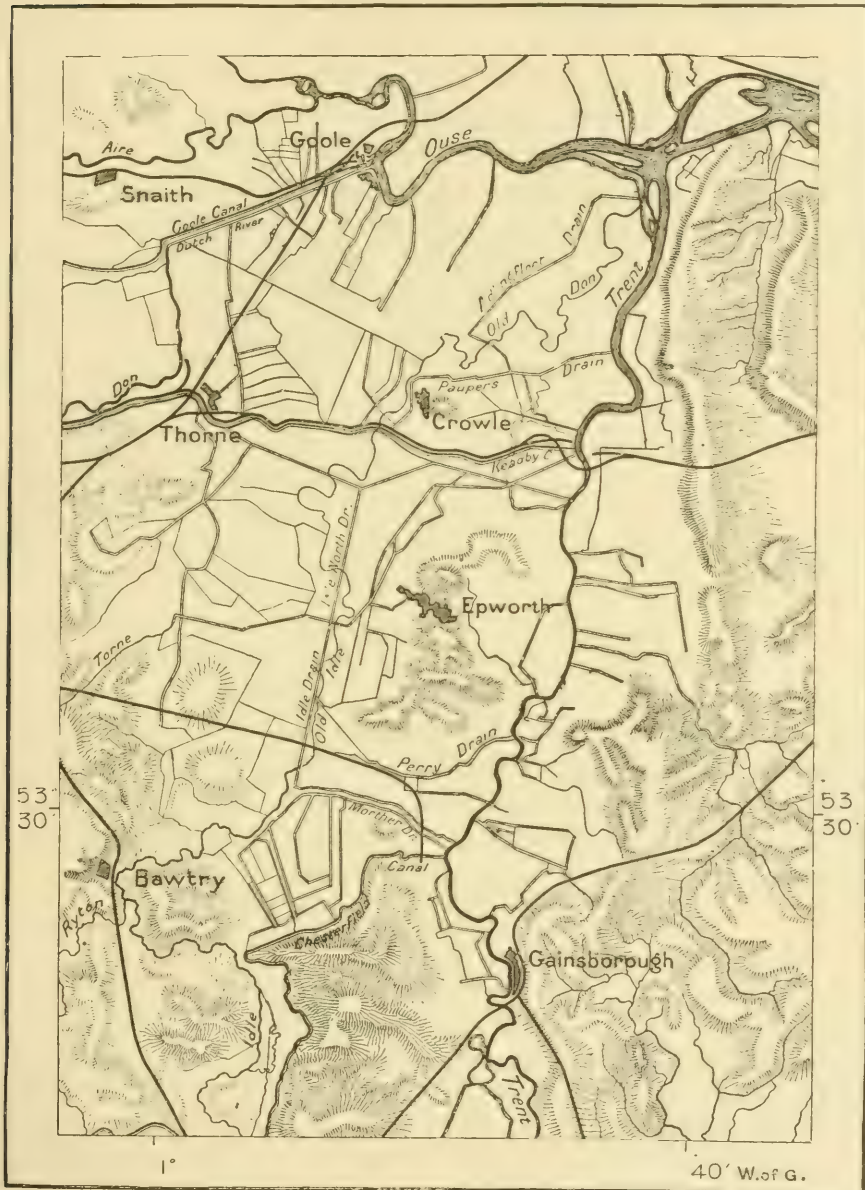 Goole
Ouse
Aire
Snaith
Goole Canal
Dutch River
Drain
Old Don
Trent
Don
Paupers Drain
Crowle
Thorne
Keadby C.
North Dr.
Epworth
Torne
Idle Drain
Old Idle
Perry Drain
53
30'
53
30'
Morther Dr.
Bawtry
Canal
Ryton
Chesterfield
Gainsborough
Idle
Trent
1°
40' W. of G.